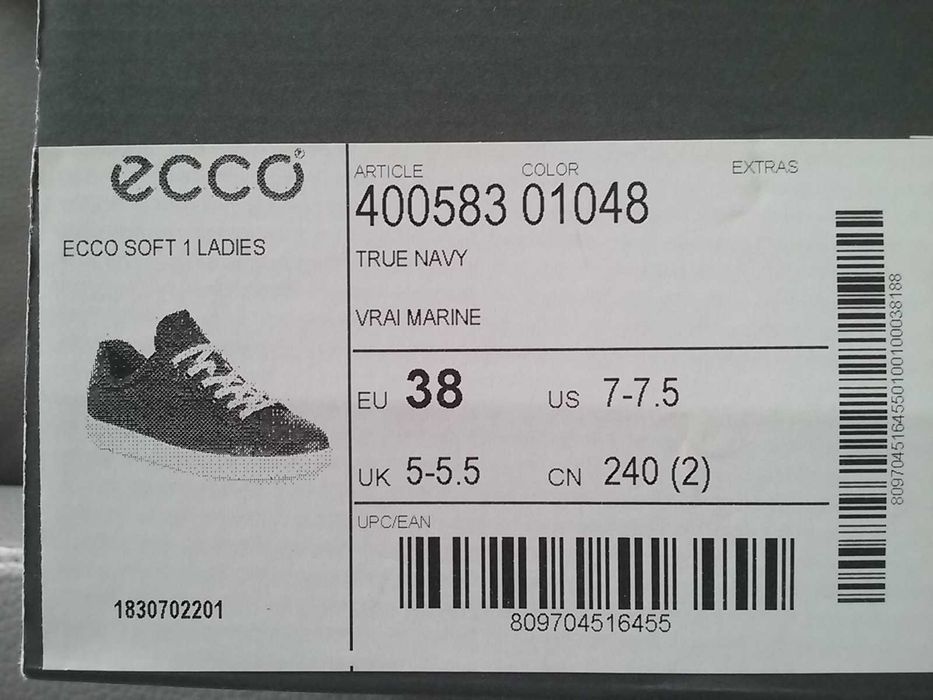 ecco
ECCO SOFT 1 LADIES
1830702201
ARTICLE COLOR EXTRAS
400583 01048
TRUE NAVY
VRAI MARINE
EU 38 US 7-7.5
UK 5-5.5 CN 240 (2)
UPC/EAN
809704516455
80970451645501001000038188